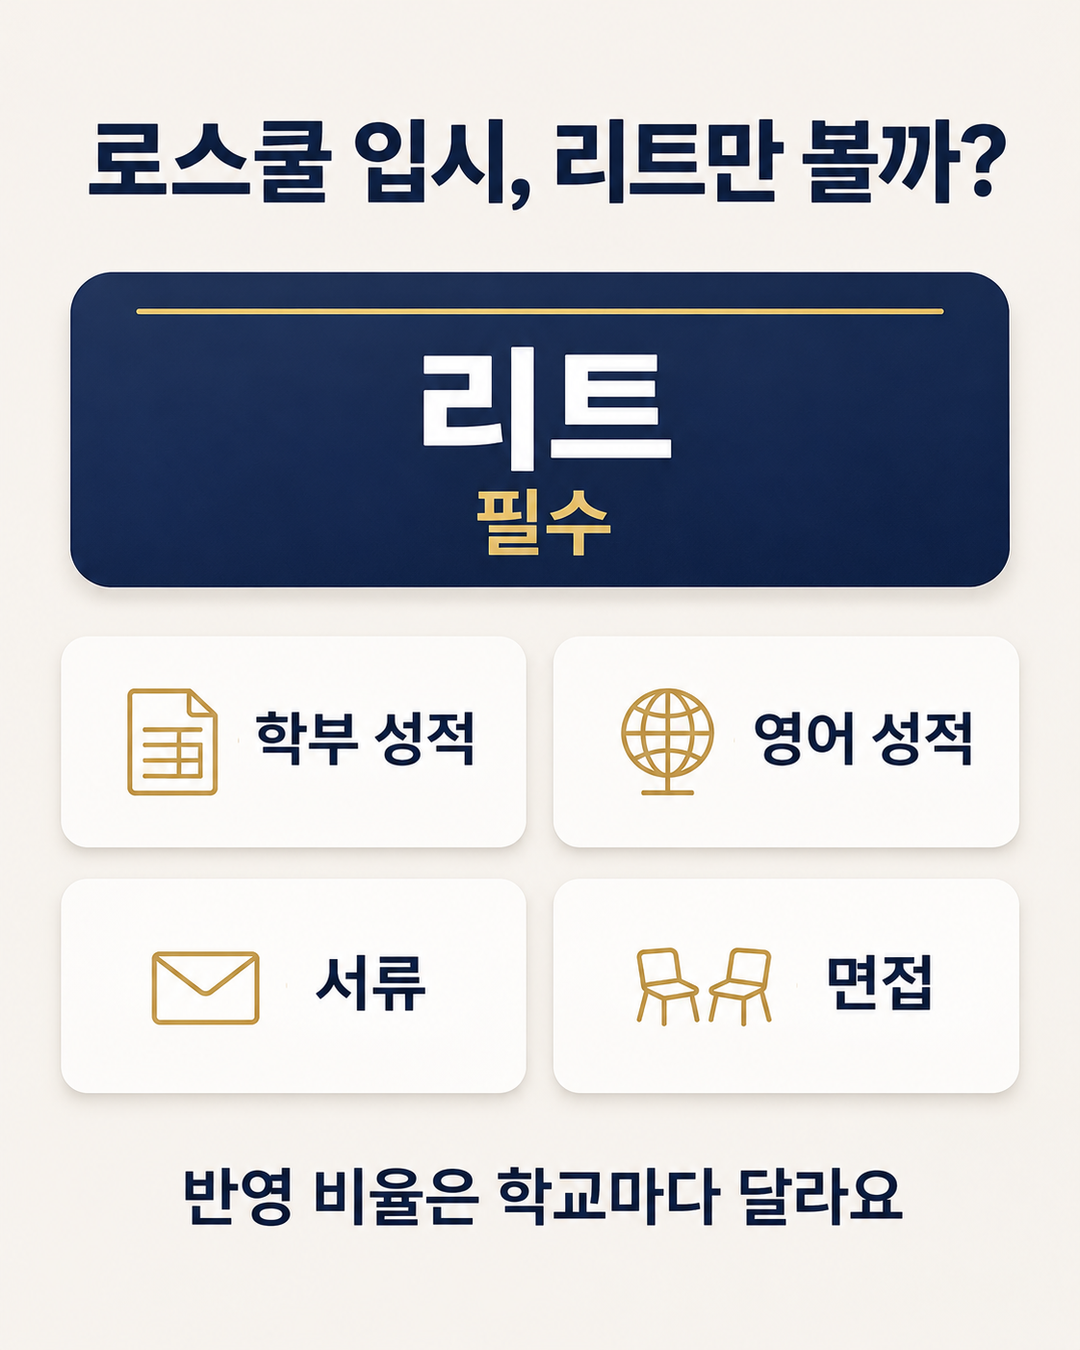 로스쿨 입시, 리트만 볼까?
리트
필수
학부 성적
영어 성적
서류
면접
반영 비율은 학교마다 달라요